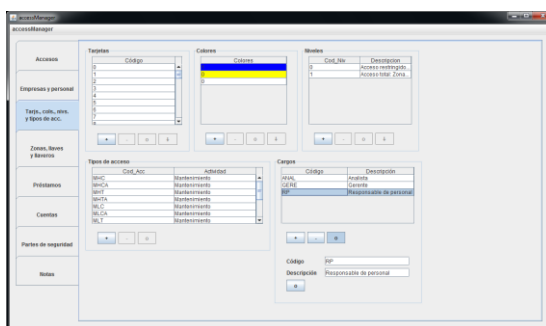 accessManager
accessManager
Accesos
Empresas y personal
Tarje., cols., nivs.
y tipos de acc.
Zonas, llaves
y llaveros
Préstamos
Cuentas
Partes de seguridad
Notas
Tarjetas
Código
0
1
2
3
4
5
6
7
Colores
Colores
0
Niveles
Cod_Niv Descripcion
0 Acceso restringido...
1 Acceso total. Zona...
Tipos de acceso
Cod_Acc Actividad
MHC Mantenimiento
MHCA Mantenimiento
MHT Mantenimiento
MHTA Mantenimiento
MLC Mantenimiento
MLCA Mantenimiento
MLT Mantenimiento
Cargos
Código Descripción
ANAL Analista
GERE Gerente
RP Responsable de personal
Código RP
Descripción Responsable de personal